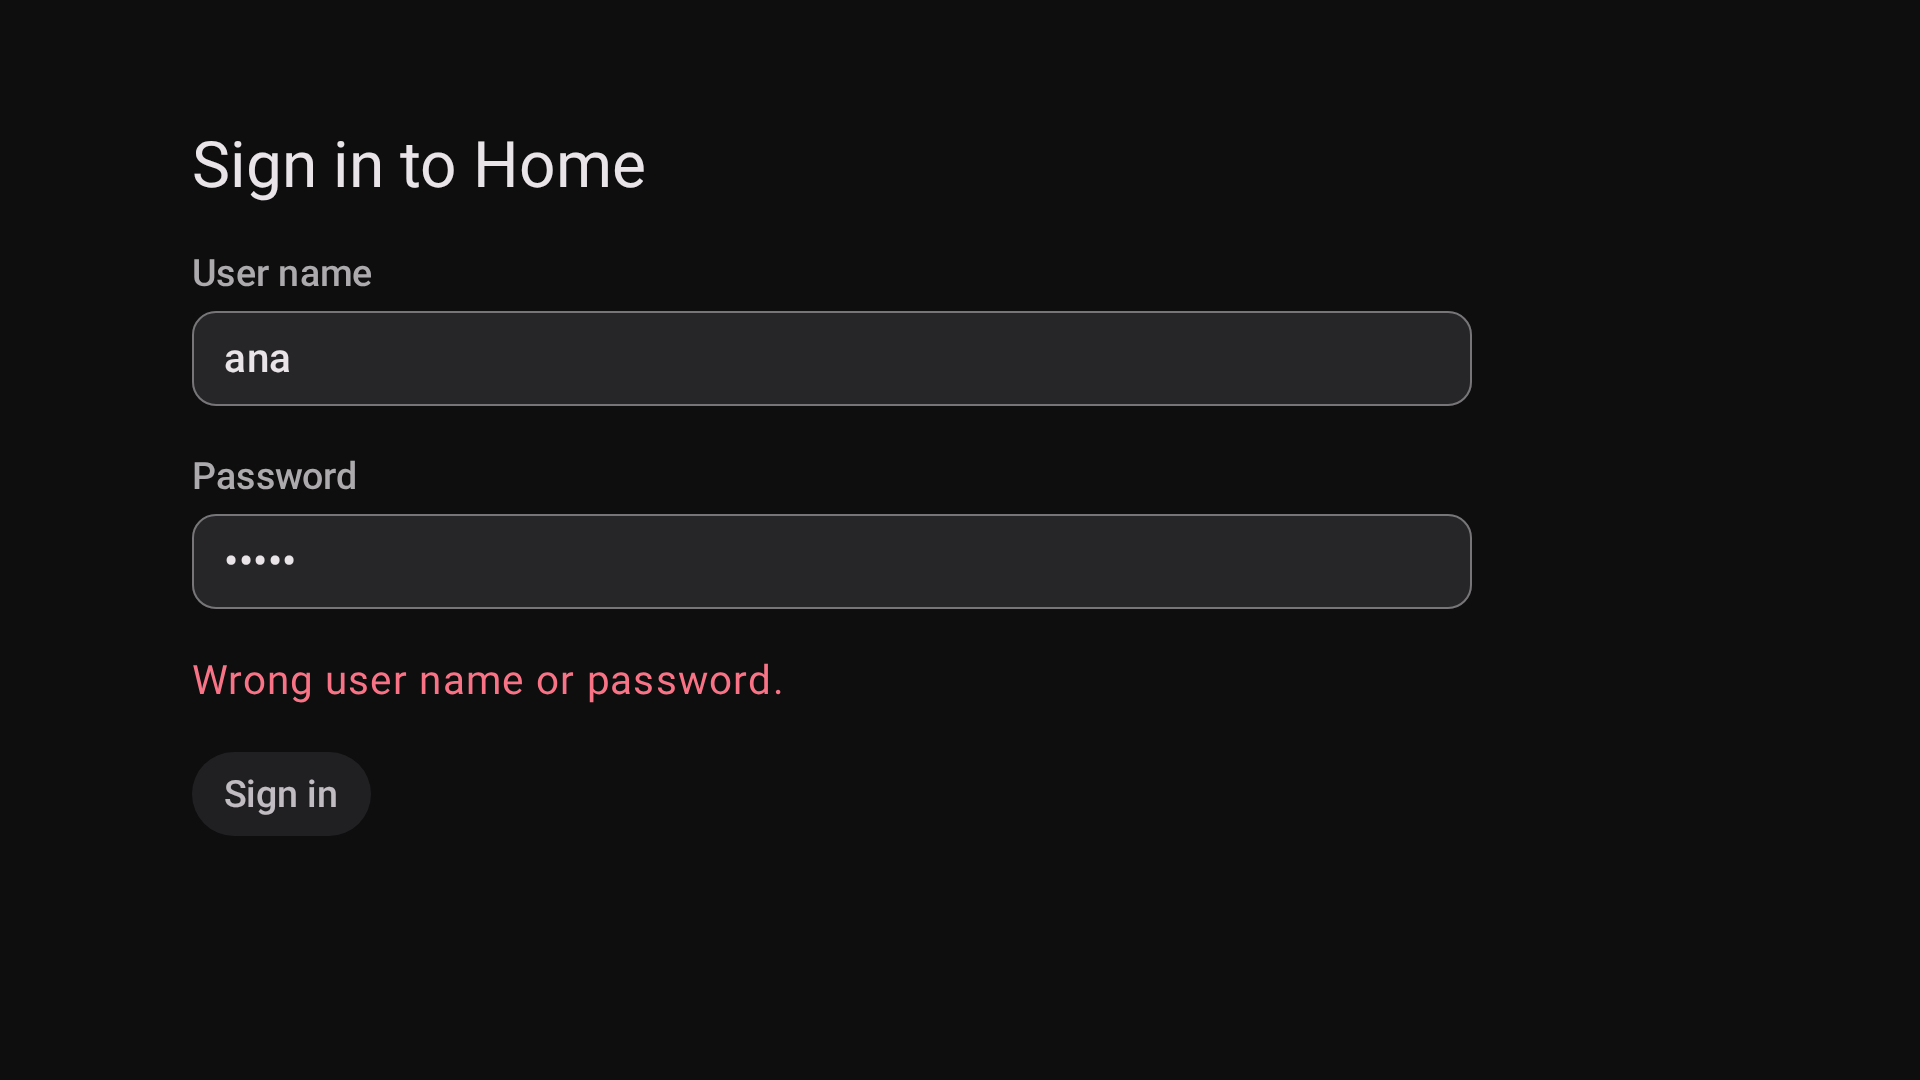 Sign in to Home
User name
ana
Password
•••••
Wrong user name or password.
Sign in